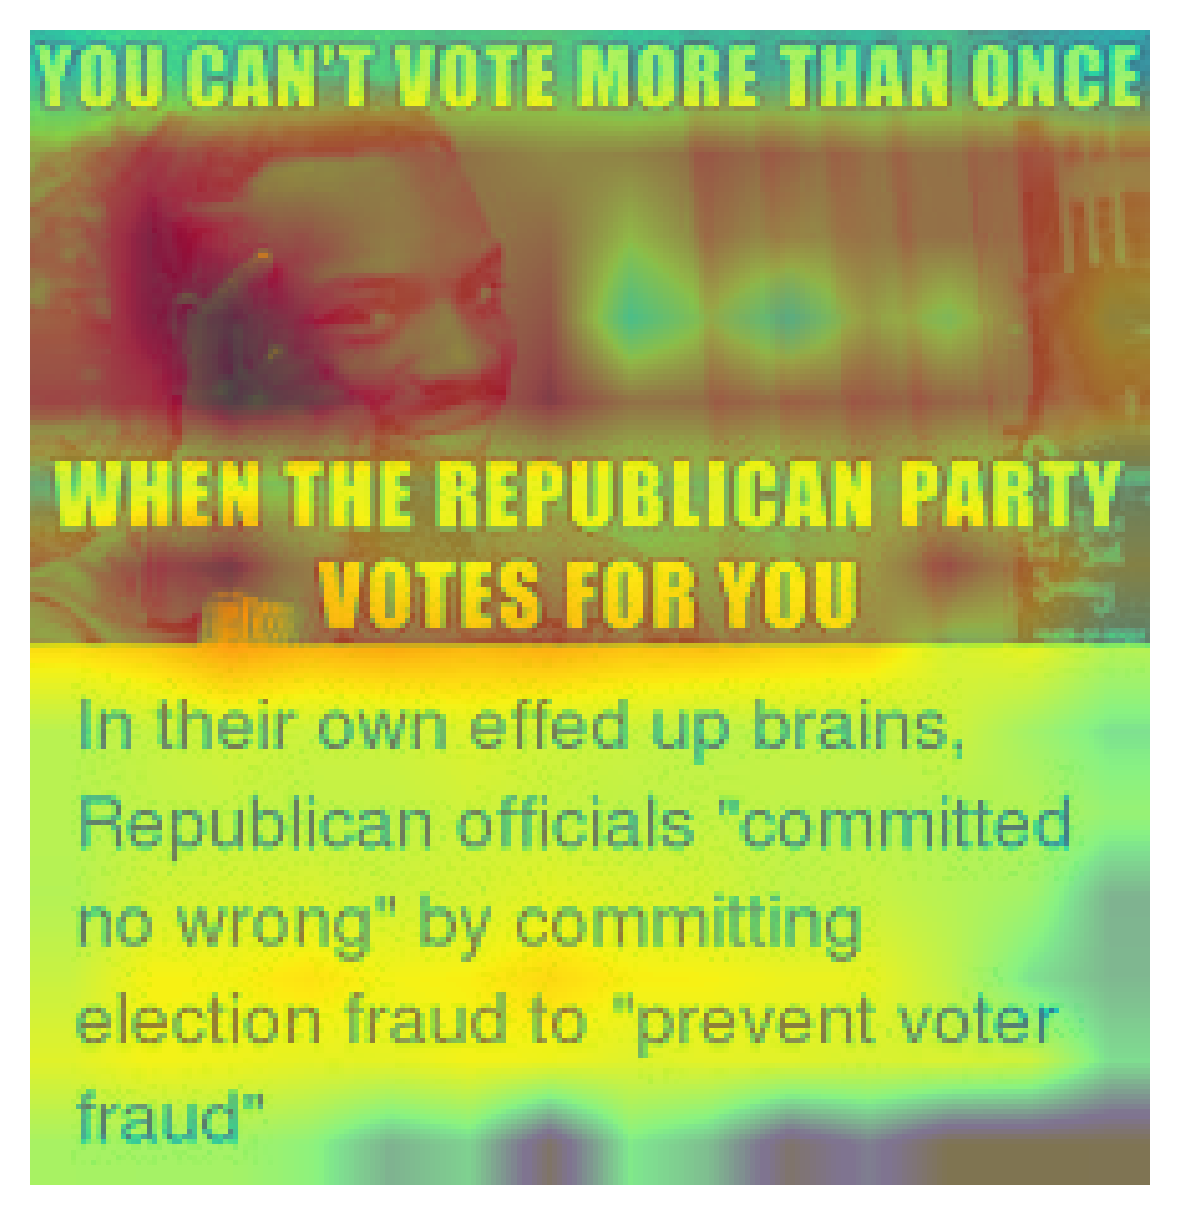 YOU CAN'T VOTE MORE THAN ONCE
WHEN THE REPUBLICAN PARTY
VOTES FOR YOU
In their own effed up brains,
Republican officials "committed
no wrong" by committing
election fraud to "prevent voter
fraud"